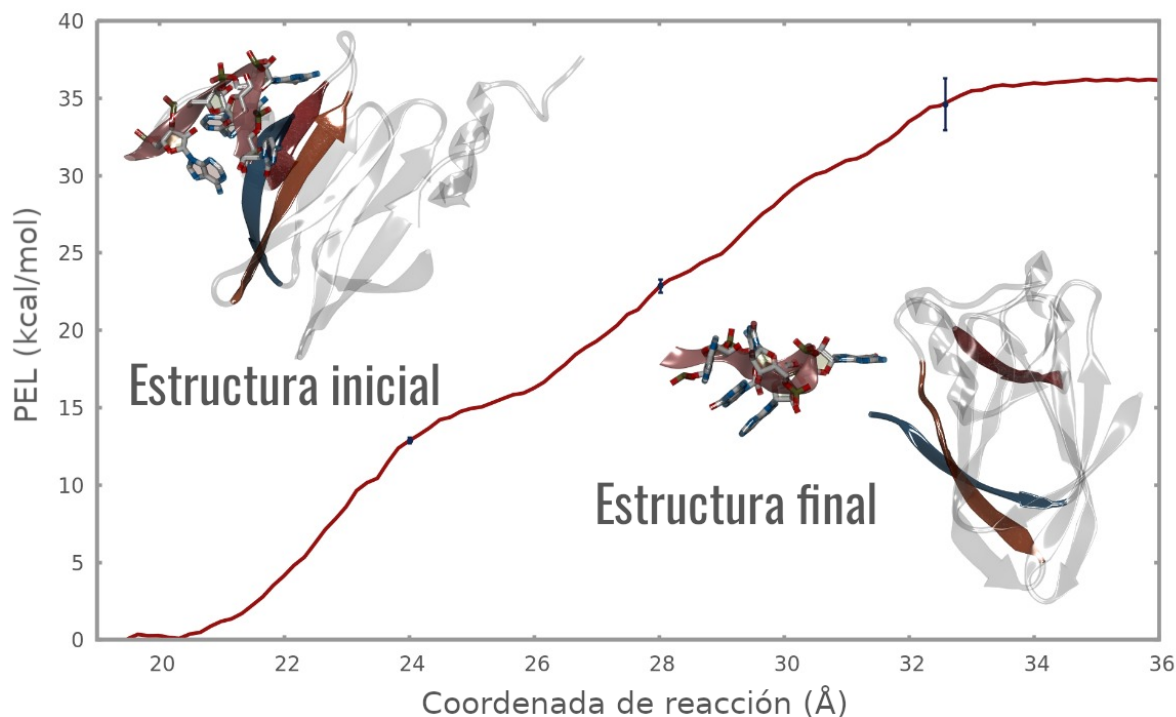 40
35
30
25
20
15
10
5
0
PEL (kcal/mol)
Estructura inicial
Estructura final
20 22 24 26 28 30 32 34 36
Coordenada de reacción (Å)